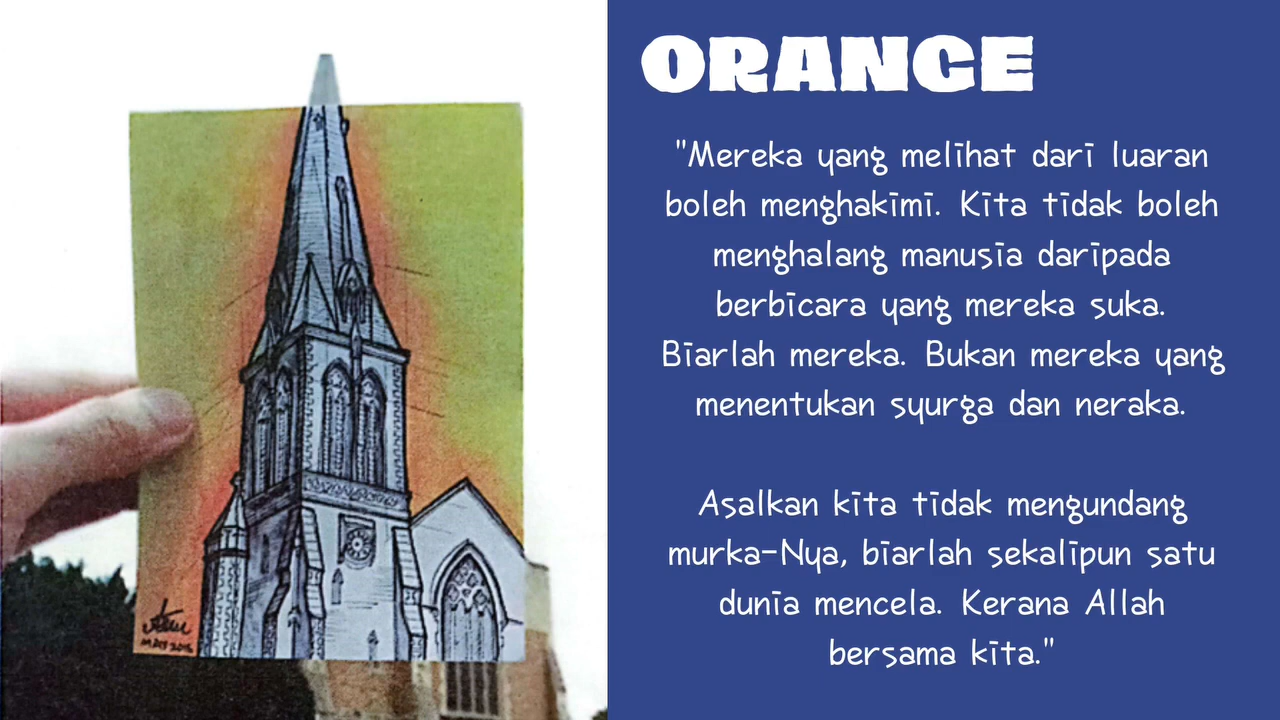 ORANGE
"Mereka yang melihat dari luaran
boleh menghakimi. Kita tidak boleh
menghalang manusia daripada
berbicara yang mereka suka.
Biarlah mereka. Bukan mereka yang
menentukan syurga dan neraka.
Asalkan kita tidak mengundang
murka-Nya, biarlah sekalipun satu
dunia mencela. Kerana Allah
bersama kita."